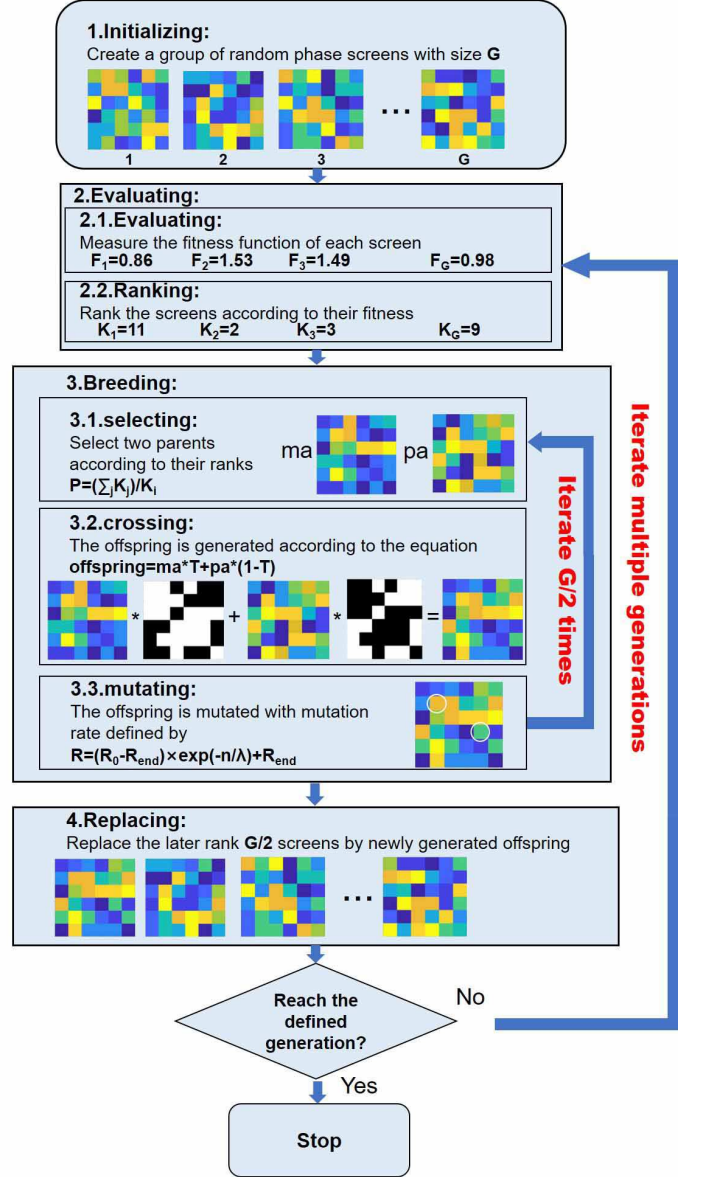 1.Initializing:
Create a group of random phase screens with size G
...
1 2 3 G
2.Evaluating:
2.1.Evaluating:
Measure the fitness function of each screen
F₁=0.86 F₂=1.53 F₃=1.49 F_G=0.98
2.2.Ranking:
Rank the screens according to their fitness
K₁=11 K₂=2 K₃=3 K_G=9
3.Breeding:
3.1.selecting:
Select two parents
according to their ranks
P=(∑ⱼKⱼ)/Kᵢ
ma pa
3.2.crossing:
The offspring is generated according to the equation
offspring=ma*T+pa*(1-T)
* + * =
3.3.mutating:
The offspring is mutated with mutation
rate defined by
R=(R₀-R_end)×exp(-n/λ)+R_end
Iterate G/2 times
Iterate multiple generations
4.Replacing:
Replace the later rank G/2 screens by newly generated offspring
...
Reach the
defined
generation?
No
Yes
Stop